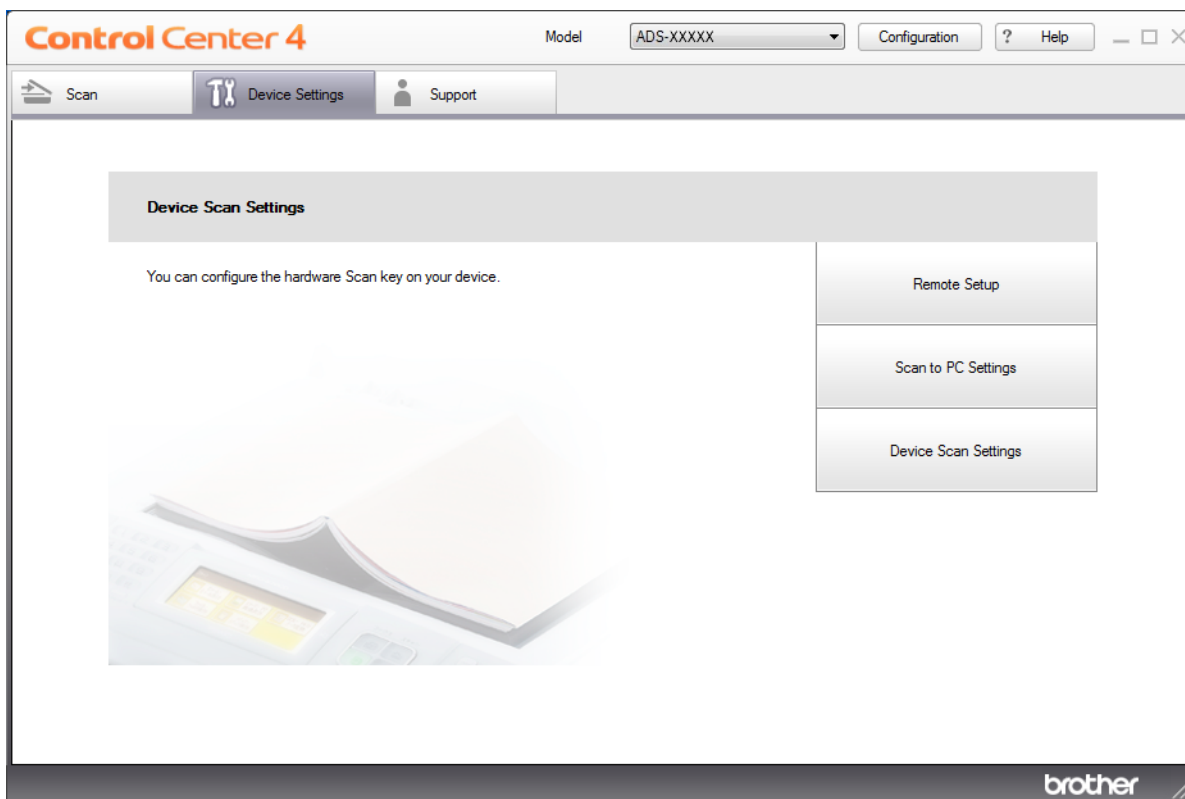 Control Center 4
Model
ADS-XXXXX
Configuration
? Help
Scan
Device Settings
Support
Device Scan Settings
You can configure the hardware Scan key on your device.
Remote Setup
Scan to PC Settings
Device Scan Settings
brother